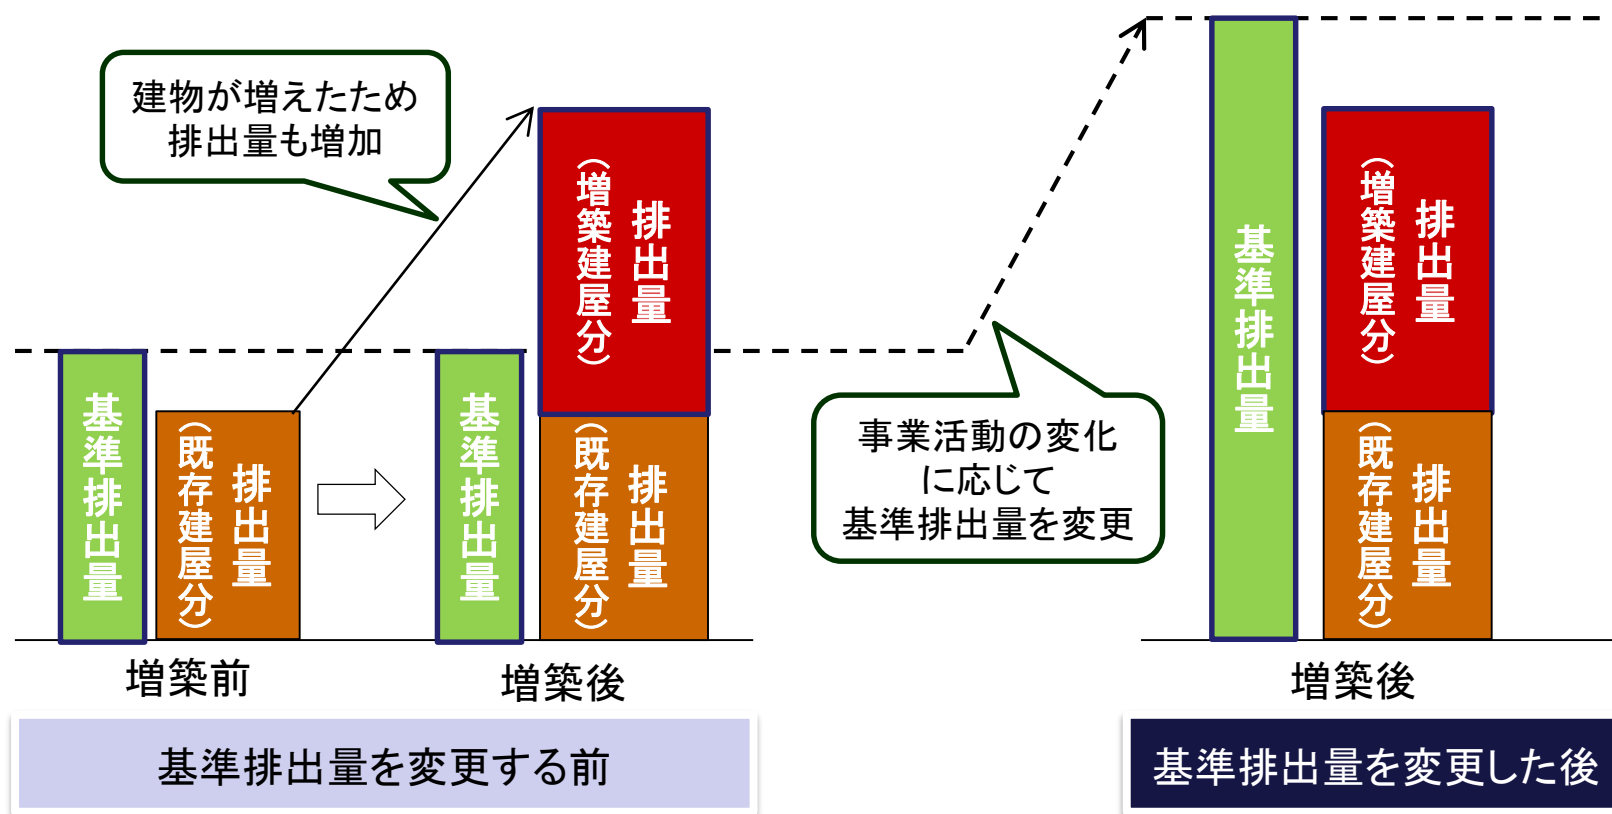 建物が増えたため
排出量も増加
基準排出量
排出量
（既存建屋分）
増築前
基準排出量
排出量
（増築建屋分）
排出量
（既存建屋分）
増築後
基準排出量を変更する前
事業活動の変化
に応じて
基準排出量を変更
基準排出量
排出量
（増築建屋分）
排出量
（既存建屋分）
増築後
基準排出量を変更した後